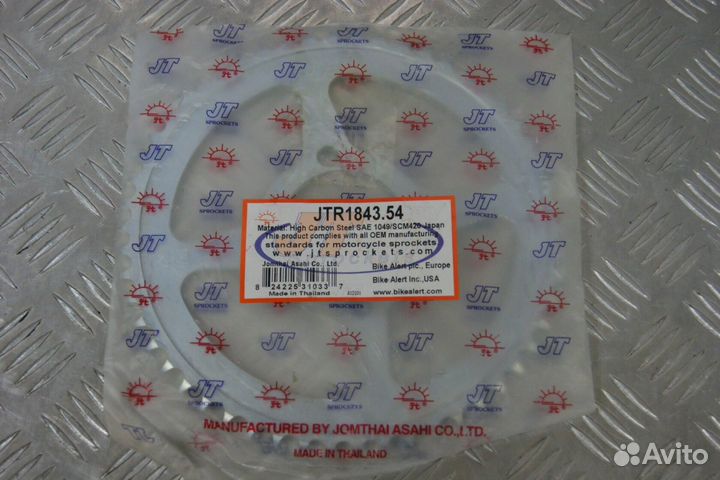 JT
SPROCKETS
JTR1843.54
Material: High Carbon Steel SAE 1049/SCM420 Japan
This product complies with all OEM manufacturing
standards for motorcycle sprockets
www.jtsprockets.com
Jomthai Asahi Co., Ltd.
Bike Alert plc., Europe
Bike Alert Inc.,USA
8 24225 31033 7
Made in Thailand
www.bikealert.com
MANUFACTURED BY JOMTHAI ASAHI CO.,LTD.
MADE IN THAILAND
Avito